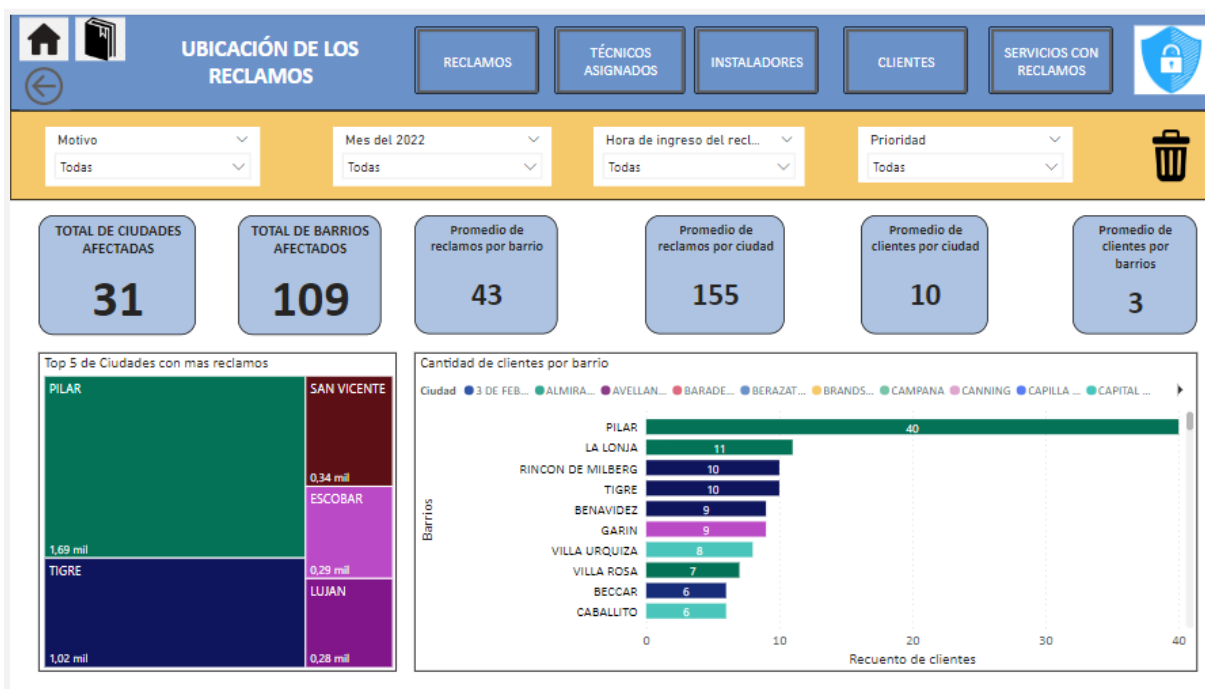 UBICACIÓN DE LOS
RECLAMOS
RECLAMOS
TÉCNICOS
ASIGNADOS
INSTALADORES
CLIENTES
SERVICIOS CON
RECLAMOS
Motivo
Todas
Mes del 2022
Todas
Hora de ingreso del recl...
Todas
Prioridad
Todas
TOTAL DE CIUDADES
AFECTADAS
31
TOTAL DE BARRIOS
AFECTADOS
109
Promedio de
reclamos por barrio
43
Promedio de
reclamos por ciudad
155
Promedio de
clientes por ciudad
10
Promedio de
clientes por
barrios
3
Top 5 de Ciudades con mas reclamos
PILAR
1,69 mil
TIGRE
1,02 mil
SAN VICENTE
0,34 mil
ESCOBAR
0,29 mil
LUJAN
0,28 mil
Cantidad de clientes por barrio
Ciudad 3 DE FEB... ALMIRA... AVELLAN... BARADE... BERAZAT... BRANDS... CAMPANA CANNING CAPILLA ... CAPITAL ...
Barrios
PILAR 40
LA LONJA 11
RINCON DE MILBERG 10
TIGRE 10
BENAVIDEZ 9
GARIN 9
VILLA URQUIZA 8
VILLA ROSA 7
BECCAR 6
CABALLITO 6
0 10 20 30 40
Recuento de clientes